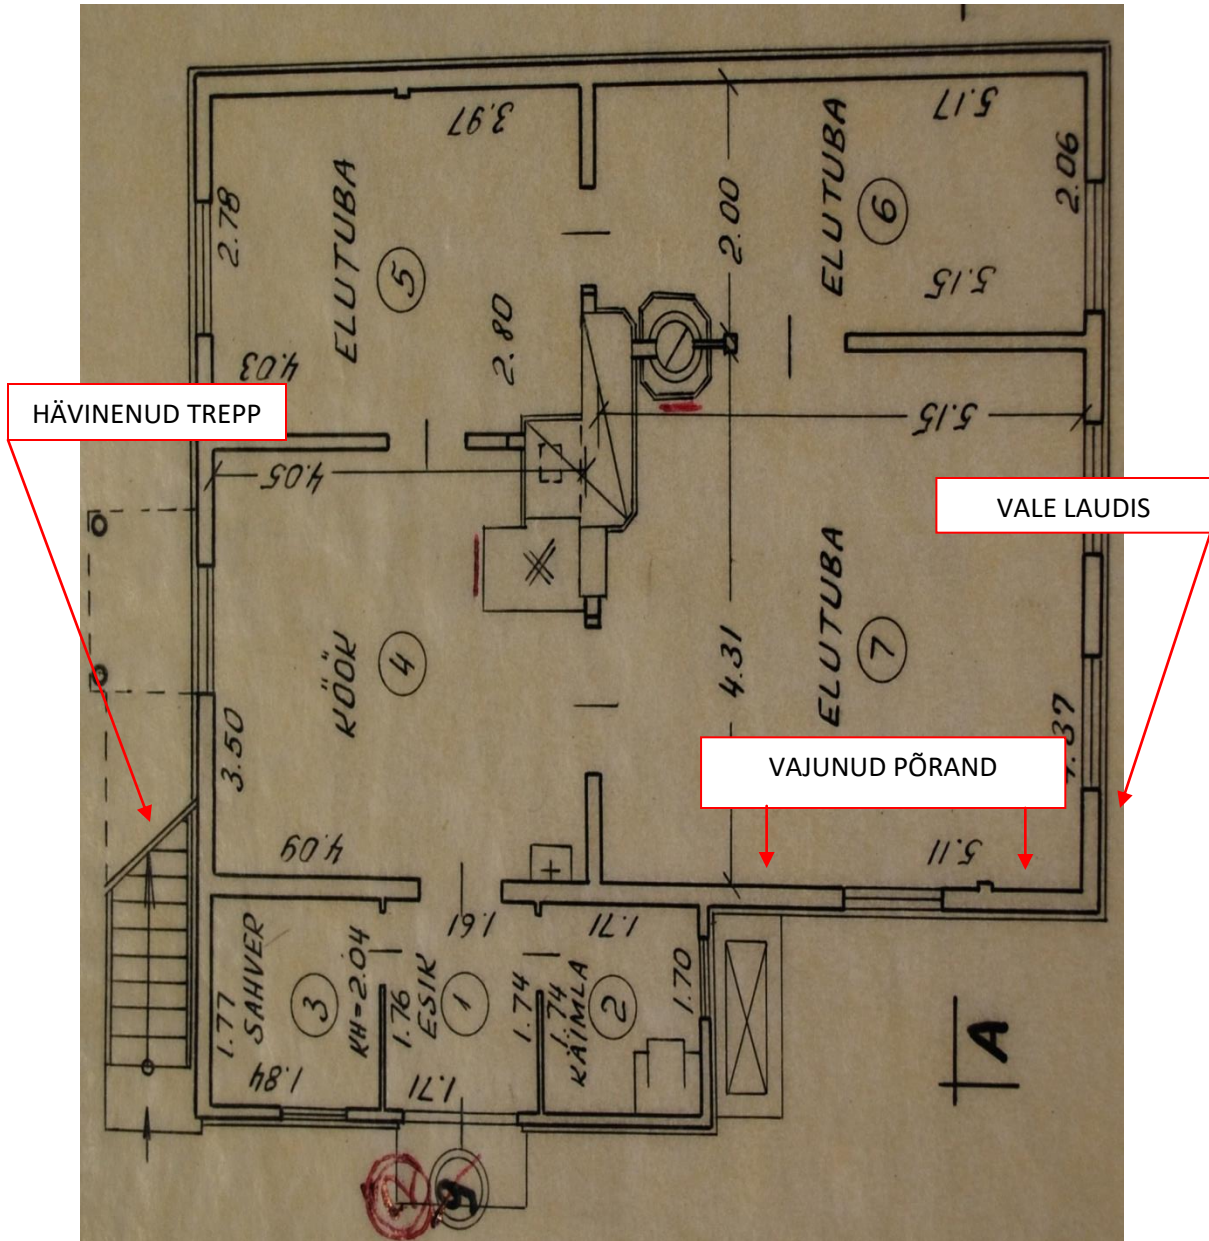 3.97
5.17
2.78
ELUTUBA
5
2.00
ELUTUBA
6
2.06
5.15
2.80
4.03
HÄVINENUD TREPP
5.15
4.05
VALE LAUDIS
KÖÖK
4
ELUTUBA
7
4.31
3.50
4.37
VAJUNUD PÕRAND
4.09
5.11
1.61
1.71
1.77
SAHVER
3
KH=2.04
1.76
ESIK
1
1.74
1.74
KÄIMLA
2
1.70
1.84
1.71
A